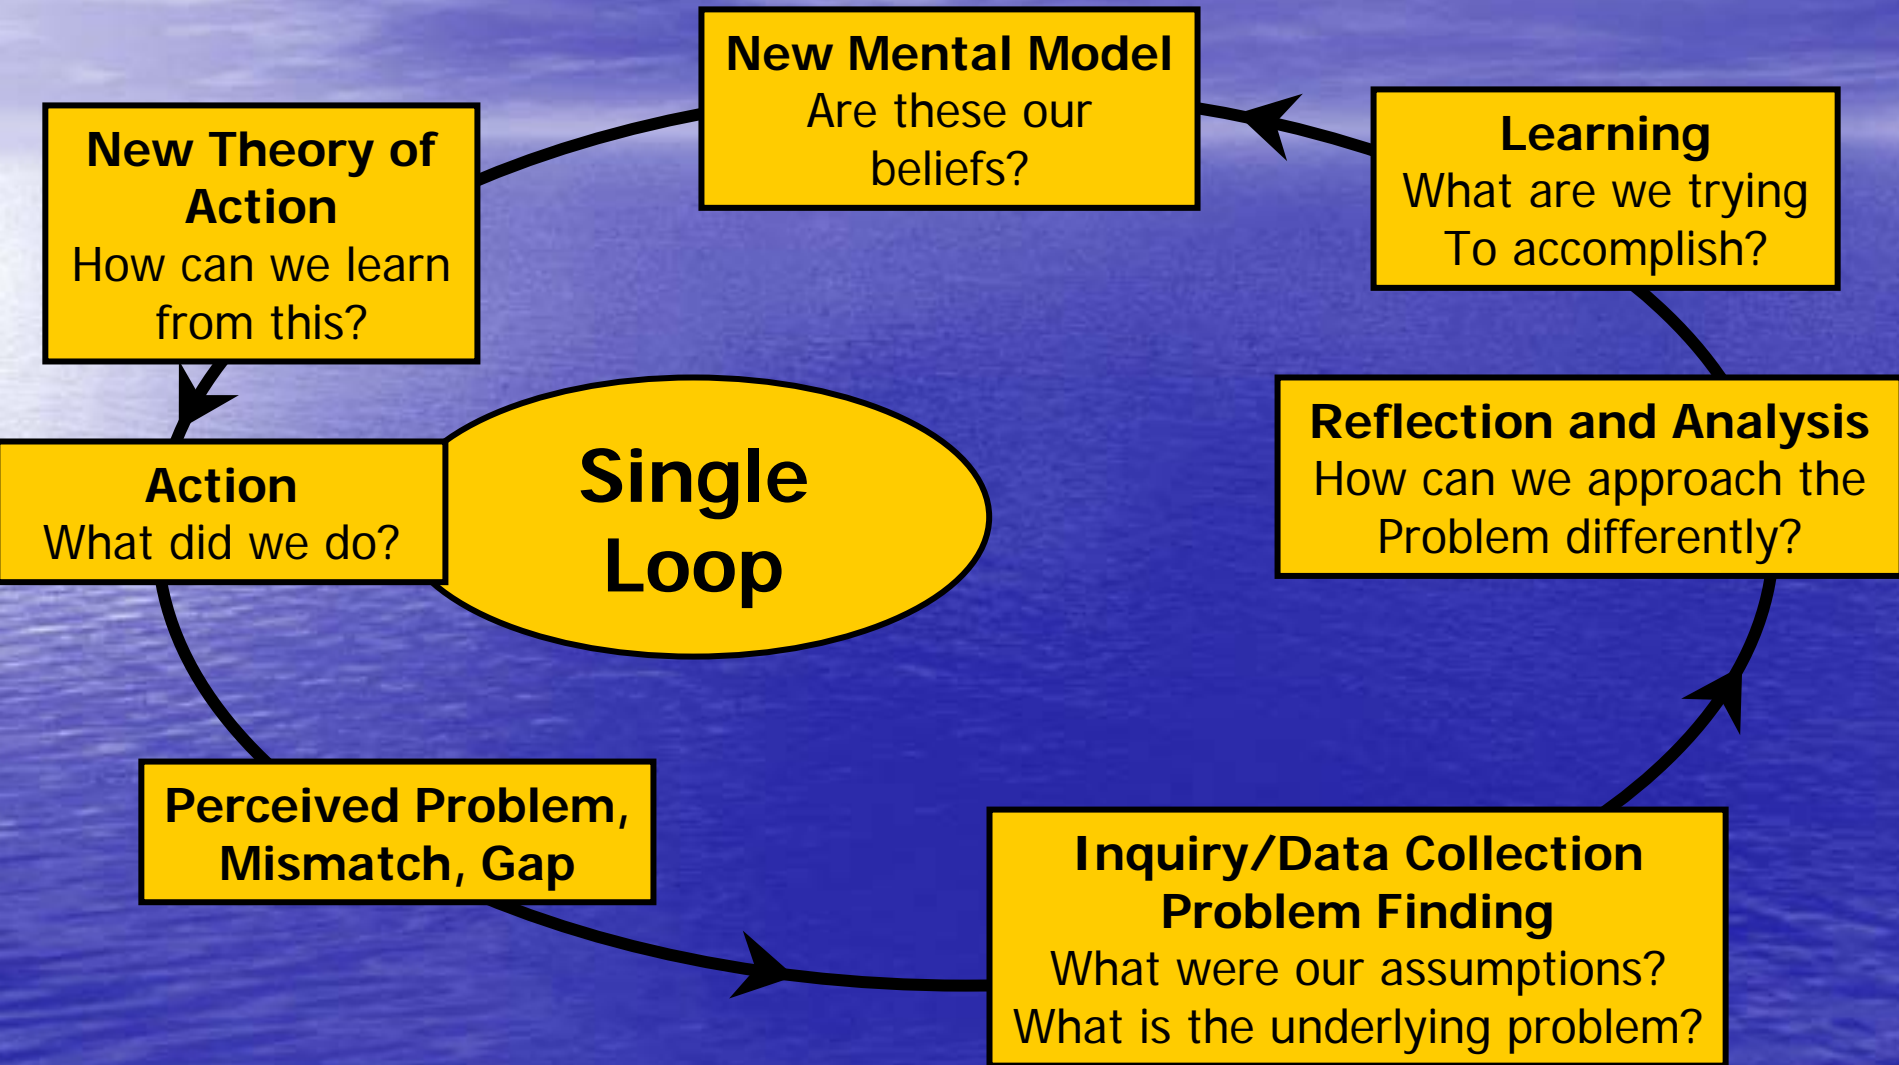 New Mental Model
Are these our
beliefs?
Learning
What are we trying
To accomplish?
New Theory of
Action
How can we learn
from this?
Single
Loop
Reflection and Analysis
How can we approach the
Problem differently?
Action
What did we do?
Perceived Problem,
Mismatch, Gap
Inquiry/Data Collection
Problem Finding
What were our assumptions?
What is the underlying problem?